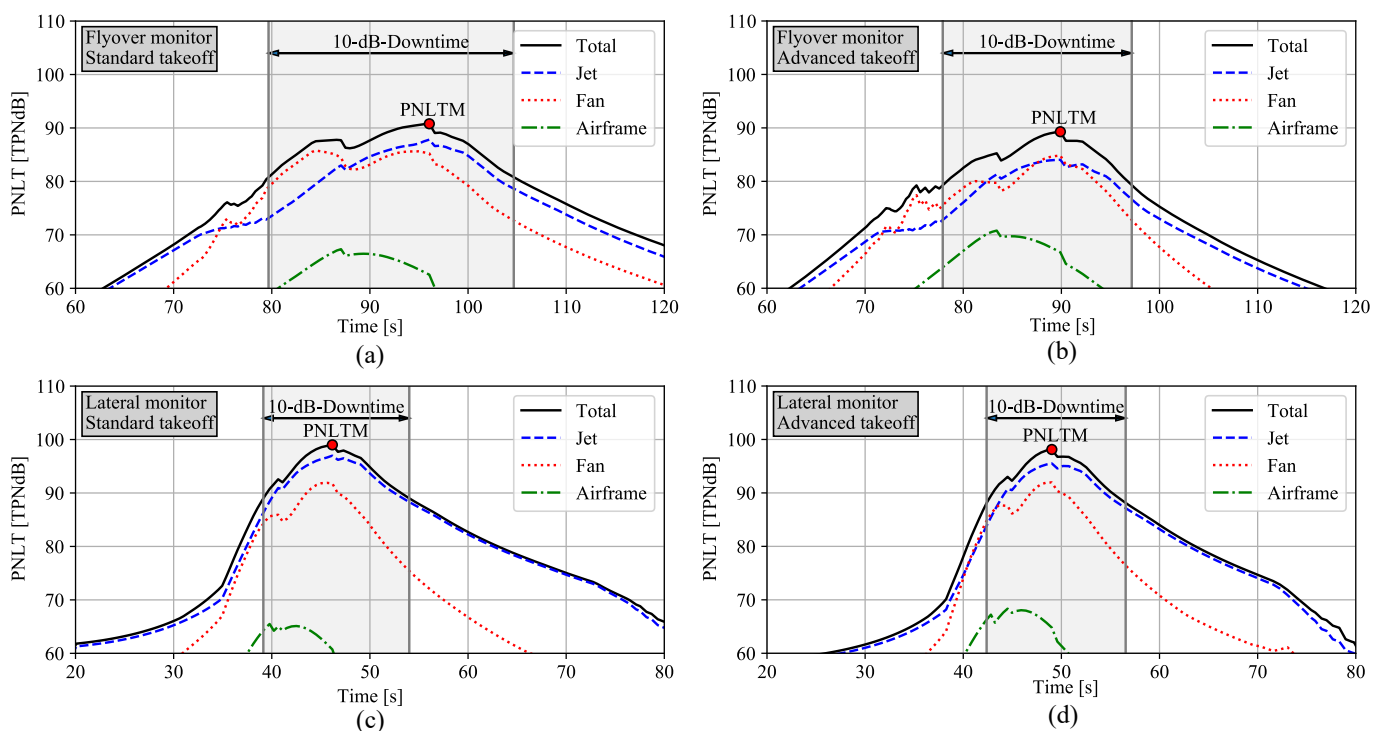 110
100
90
80
70
60
PNLT [TPNdB]
Flyover monitor
Standard takeoff
10-dB-Downtime
PNLTM
Total
Jet
Fan
Airframe
60 70 80 90 100 110 120
Time [s]
(a)
110
100
90
80
70
60
PNLT [TPNdB]
Flyover monitor
Advanced takeoff
10-dB-Downtime
PNLTM
Total
Jet
Fan
Airframe
60 70 80 90 100 110 120
Time [s]
(b)
110
100
90
80
70
60
PNLT [TPNdB]
Lateral monitor
Standard takeoff
10-dB-Downtime
PNLTM
Total
Jet
Fan
Airframe
20 30 40 50 60 70 80
Time [s]
(c)
110
100
90
80
70
60
PNLT [TPNdB]
Lateral monitor
Advanced takeoff
10-dB-Downtime
PNLTM
Total
Jet
Fan
Airframe
20 30 40 50 60 70 80
Time [s]
(d)